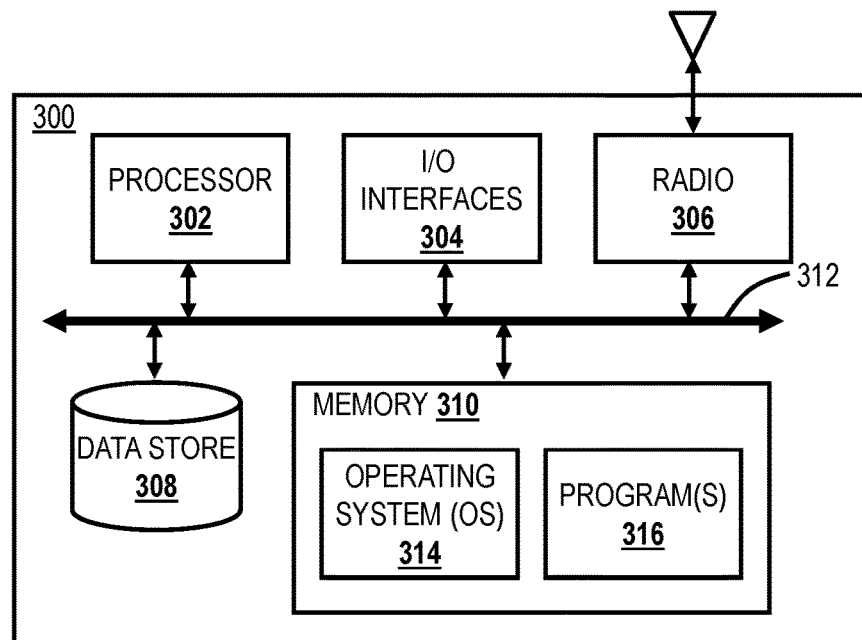 300
PROCESSOR
302
I/O
INTERFACES
304
RADIO
306
312
DATA STORE
308
MEMORY 310
OPERATING
SYSTEM (OS)
314
PROGRAM(S)
316